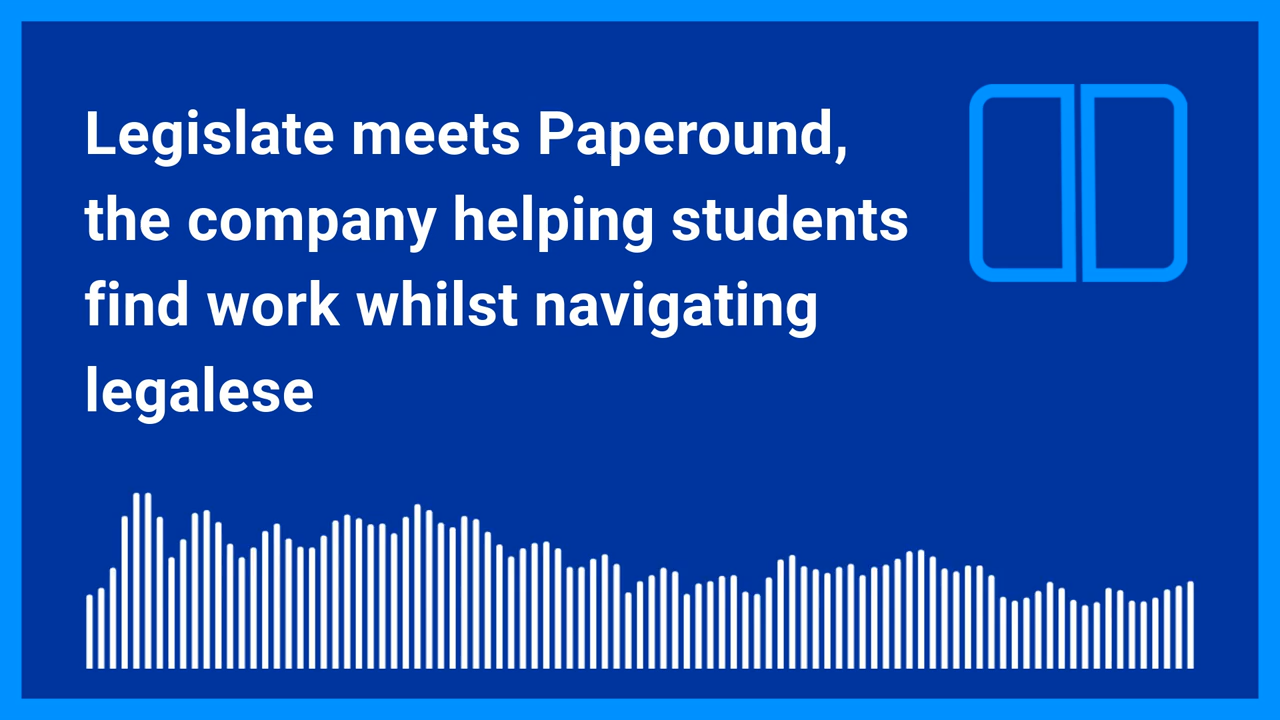 Legislate meets Paperound,
the company helping students
find work whilst navigating
legalese